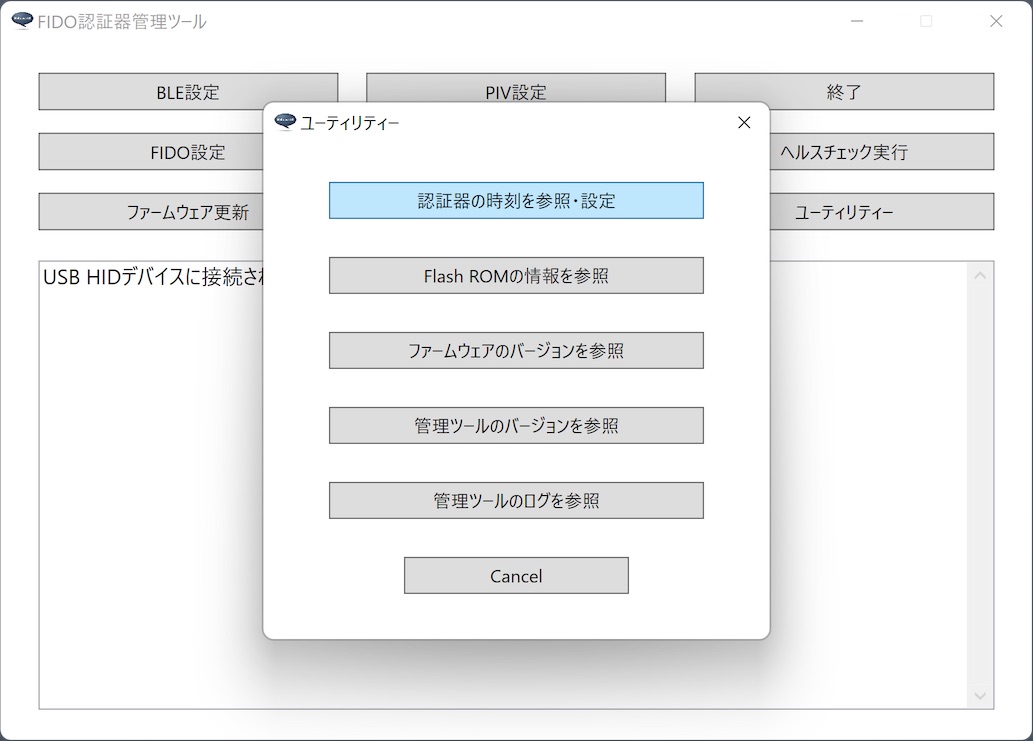 FIDO認証器管理ツール
BLE設定
PIV設定
終了
FIDO設定
ヘルスチェック実行
ファームウェア更新
ユーティリティー
USB HIDデバイスに接続さ
ユーティリティー
認証器の時刻を参照・設定
Flash ROMの情報を参照
ファームウェアのバージョンを参照
管理ツールのバージョンを参照
管理ツールのログを参照
Cancel